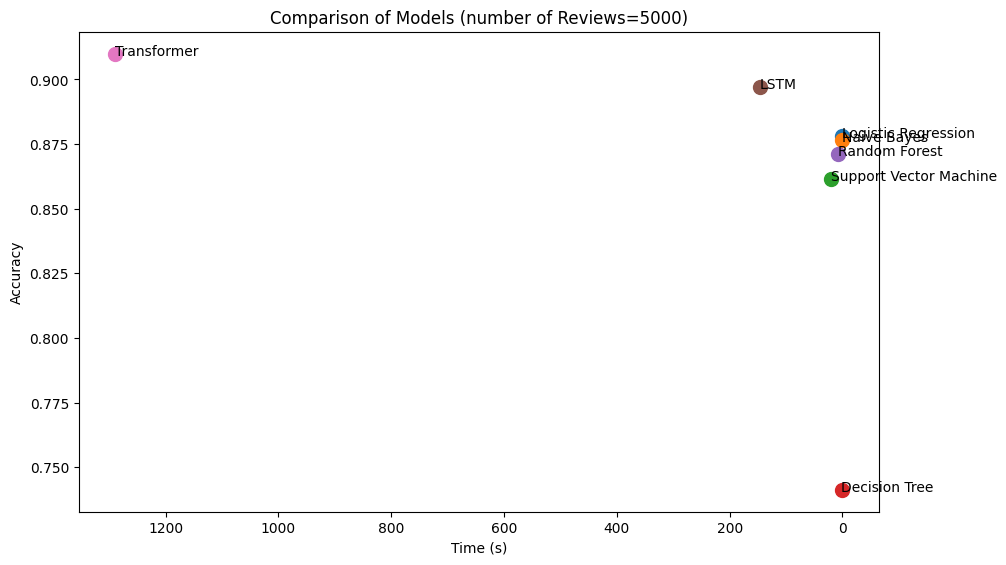 Comparison of Models (number of Reviews=5000)
Transformer
LSTM
Logistic Regression
Naive Bayes
Random Forest
Support Vector Machine
Decision Tree
0.900
0.875
0.850
0.825
0.800
0.775
0.750
Accuracy
1200 1000 800 600 400 200 0
Time (s)